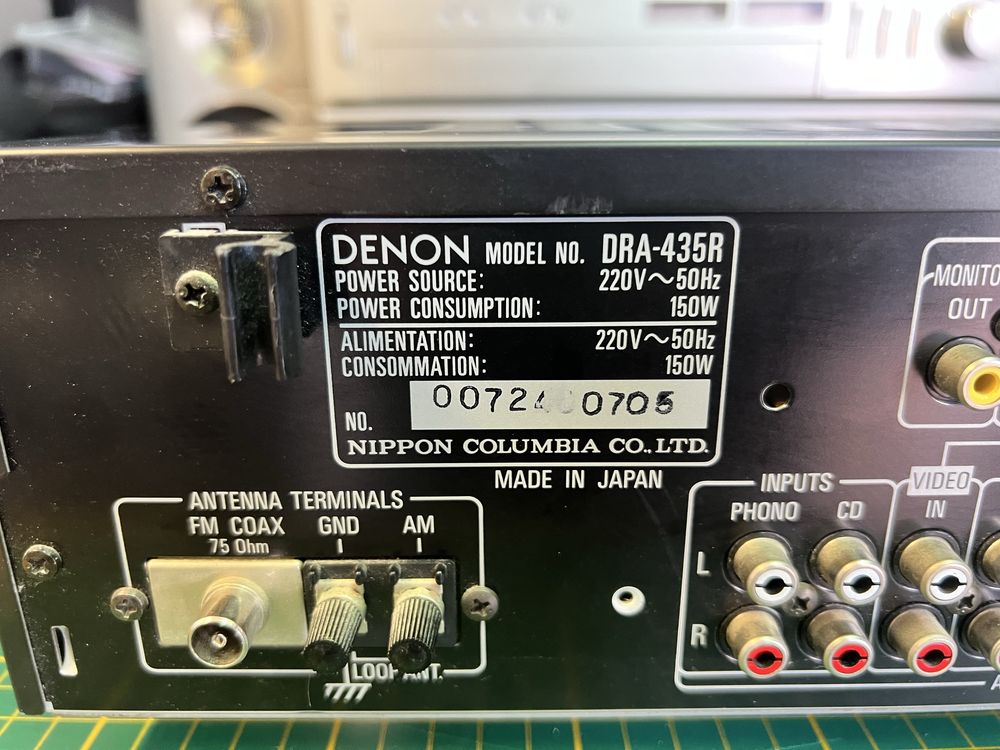 DENON MODEL NO. DRA-435R
POWER SOURCE: 220V～50Hz
POWER CONSUMPTION: 150W
ALIMENTATION: 220V～50Hz
CONSOMMATION: 150W
NO.
NIPPON COLUMBIA CO., LTD.
MADE IN JAPAN
ANTENNA TERMINALS
FM COAX GND AM
75 Ohm
LOOP ANT.
OUT
INPUTS
PHONO CD
VIDEO
IN
L
R